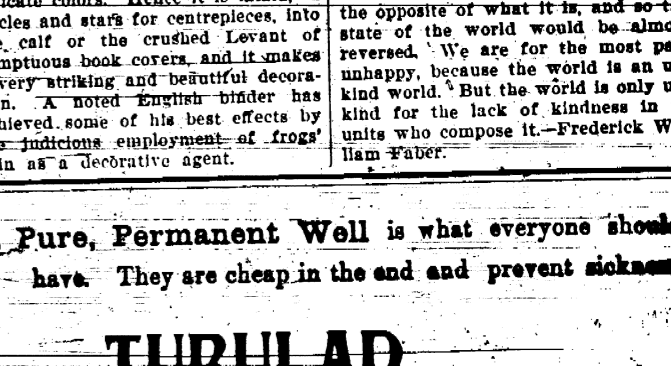 cles and stars for centrepieces, into
calf or the crushed Levant of
mptuous book covers, and it makes
very striking and beautiful decora-
n. A noted English binder has
hieved some of his best effects by
judicious employment of frogs'
in as a decorative agent.
the opposite of what it is, and so t
state of the world would be almo
reversed. We are for the most pa
unhappy, because the world is an u
kind world. But the world is only u
kind for the lack of kindness in
units who compose it.—Frederick W
liam Faber.
Pure, Permanent Well is what everyone shoul
have. They are cheap in the end and prevent sickness